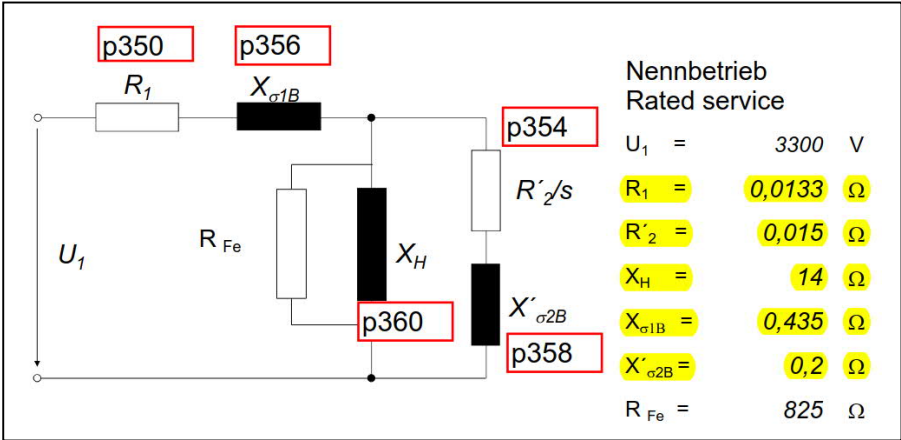 p350
p356
R1
Xσ1B
p354
R´2/s
R Fe
XH
U1
p360
X´σ2B
p358
Nennbetrieb
Rated service
U1 = 3300 V
R1 = 0,0133 Ω
R´2 = 0,015 Ω
XH = 14 Ω
Xσ1B = 0,435 Ω
X´σ2B = 0,2 Ω
R Fe = 825 Ω